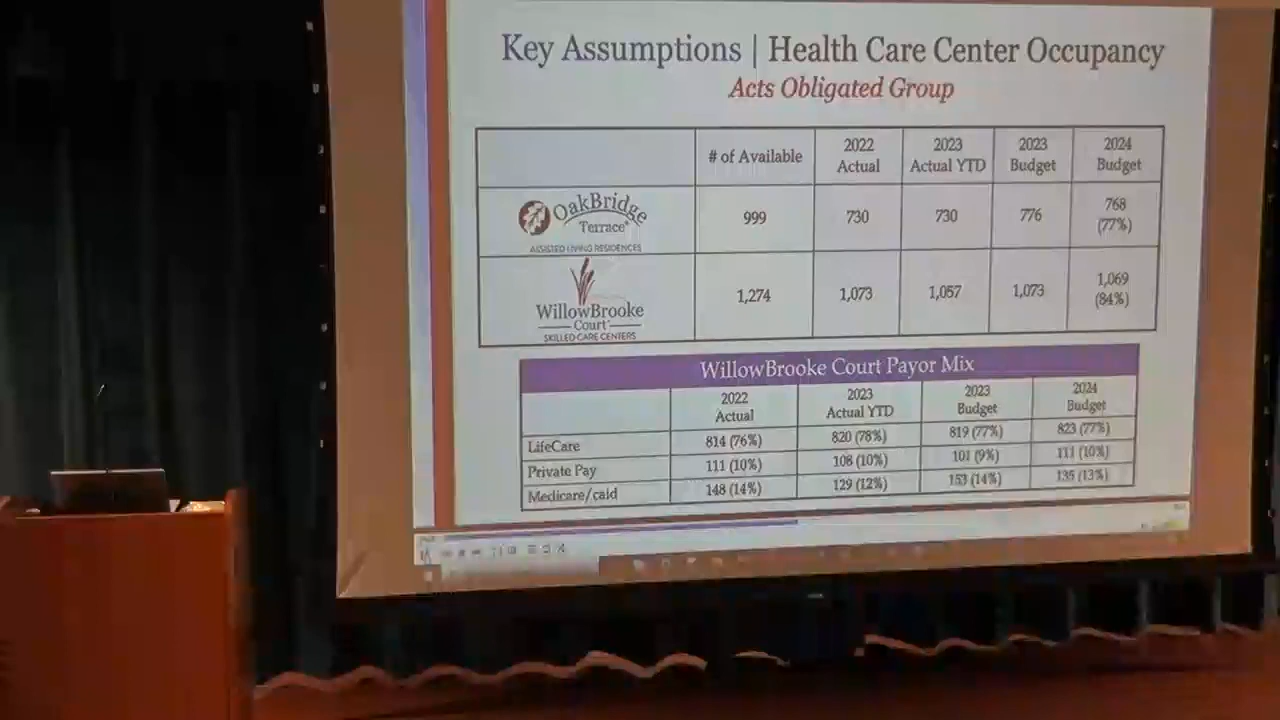 Key Assumptions | Health Care Center Occupancy
Acts Obligated Group
# of Available
2022 Actual
2023 Actual YTD
2023 Budget
2024 Budget
OakBridge
Terrace
ASSISTED LIVING RESIDENCES
999
730
730
776
768
(77%)
WillowBrooke
Court
SKILLED CARE CENTERS
1,274
1,073
1,057
1,073
1,069
(84%)
WillowBrooke Court Payor Mix
2022 Actual
2023 Actual YTD
2023 Budget
2024 Budget
LifeCare 814 (76%) 820 (78%) 819 (77%) 823 (77%)
Private Pay 111 (10%) 108 (10%) 101 (9%) 111 (10%)
Medicare/caid 148 (14%) 129 (12%) 153 (14%) 135 (13%)